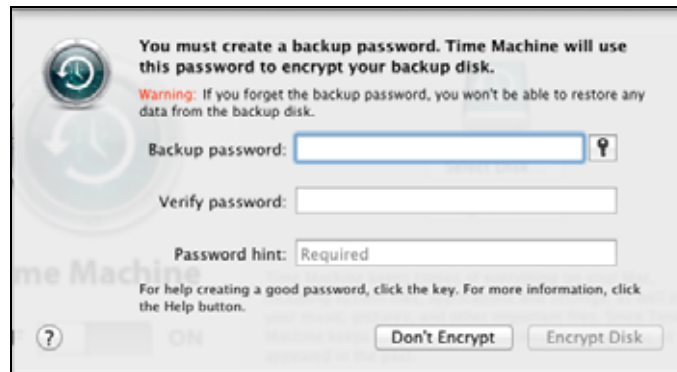 You must create a backup password. Time Machine will use
this password to encrypt your backup disk.
Warning: If you forget the backup password, you won't be able to restore any
data from the backup disk.
Backup password:
Select Disk...
Verify password:
Password hint: Required
me Machine
For help creating a good password, click the key. For more information, click
the Help button.
? ON Don't Encrypt Encrypt Disk